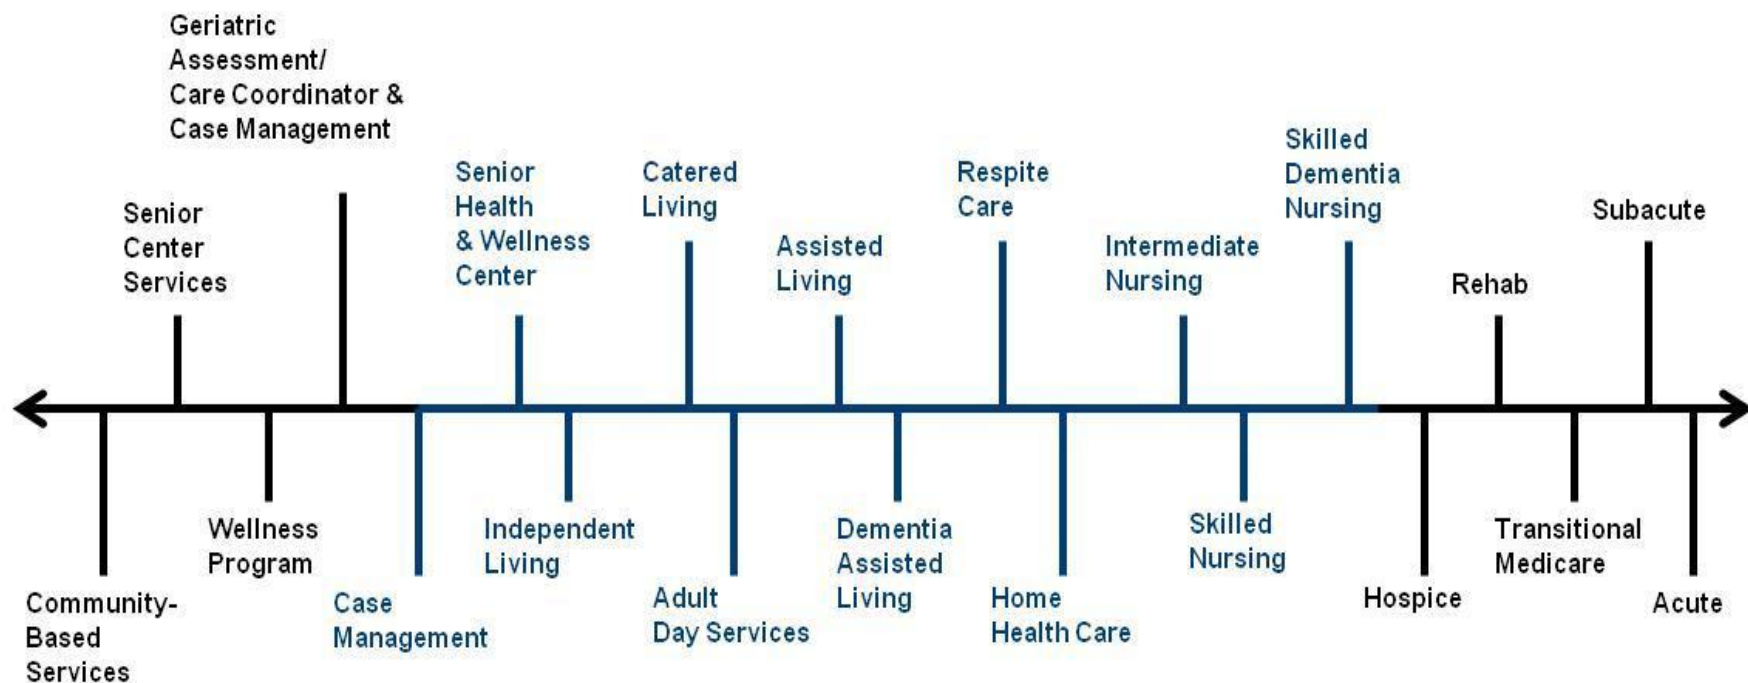 Geriatric
Assessment/
Care Coordinator &
Case Management
Senior
Center
Services
Senior
Health
& Wellness
Center
Catered
Living
Assisted
Living
Respite
Care
Intermediate
Nursing
Skilled
Dementia
Nursing
Rehab
Subacute
Community-
Based
Services
Wellness
Program
Case
Management
Independent
Living
Adult
Day Services
Dementia
Assisted
Living
Home
Health Care
Skilled
Nursing
Hospice
Transitional
Medicare
Acute